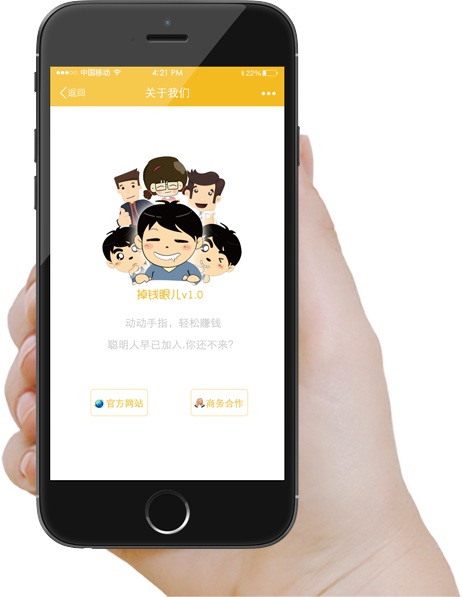 中国移动 4:21 PM 22%
返回 关于我们
掉钱眼儿v1.0
动动手指，轻松赚钱
聪明人早已加入,你还不来?
官方网站 商务合作